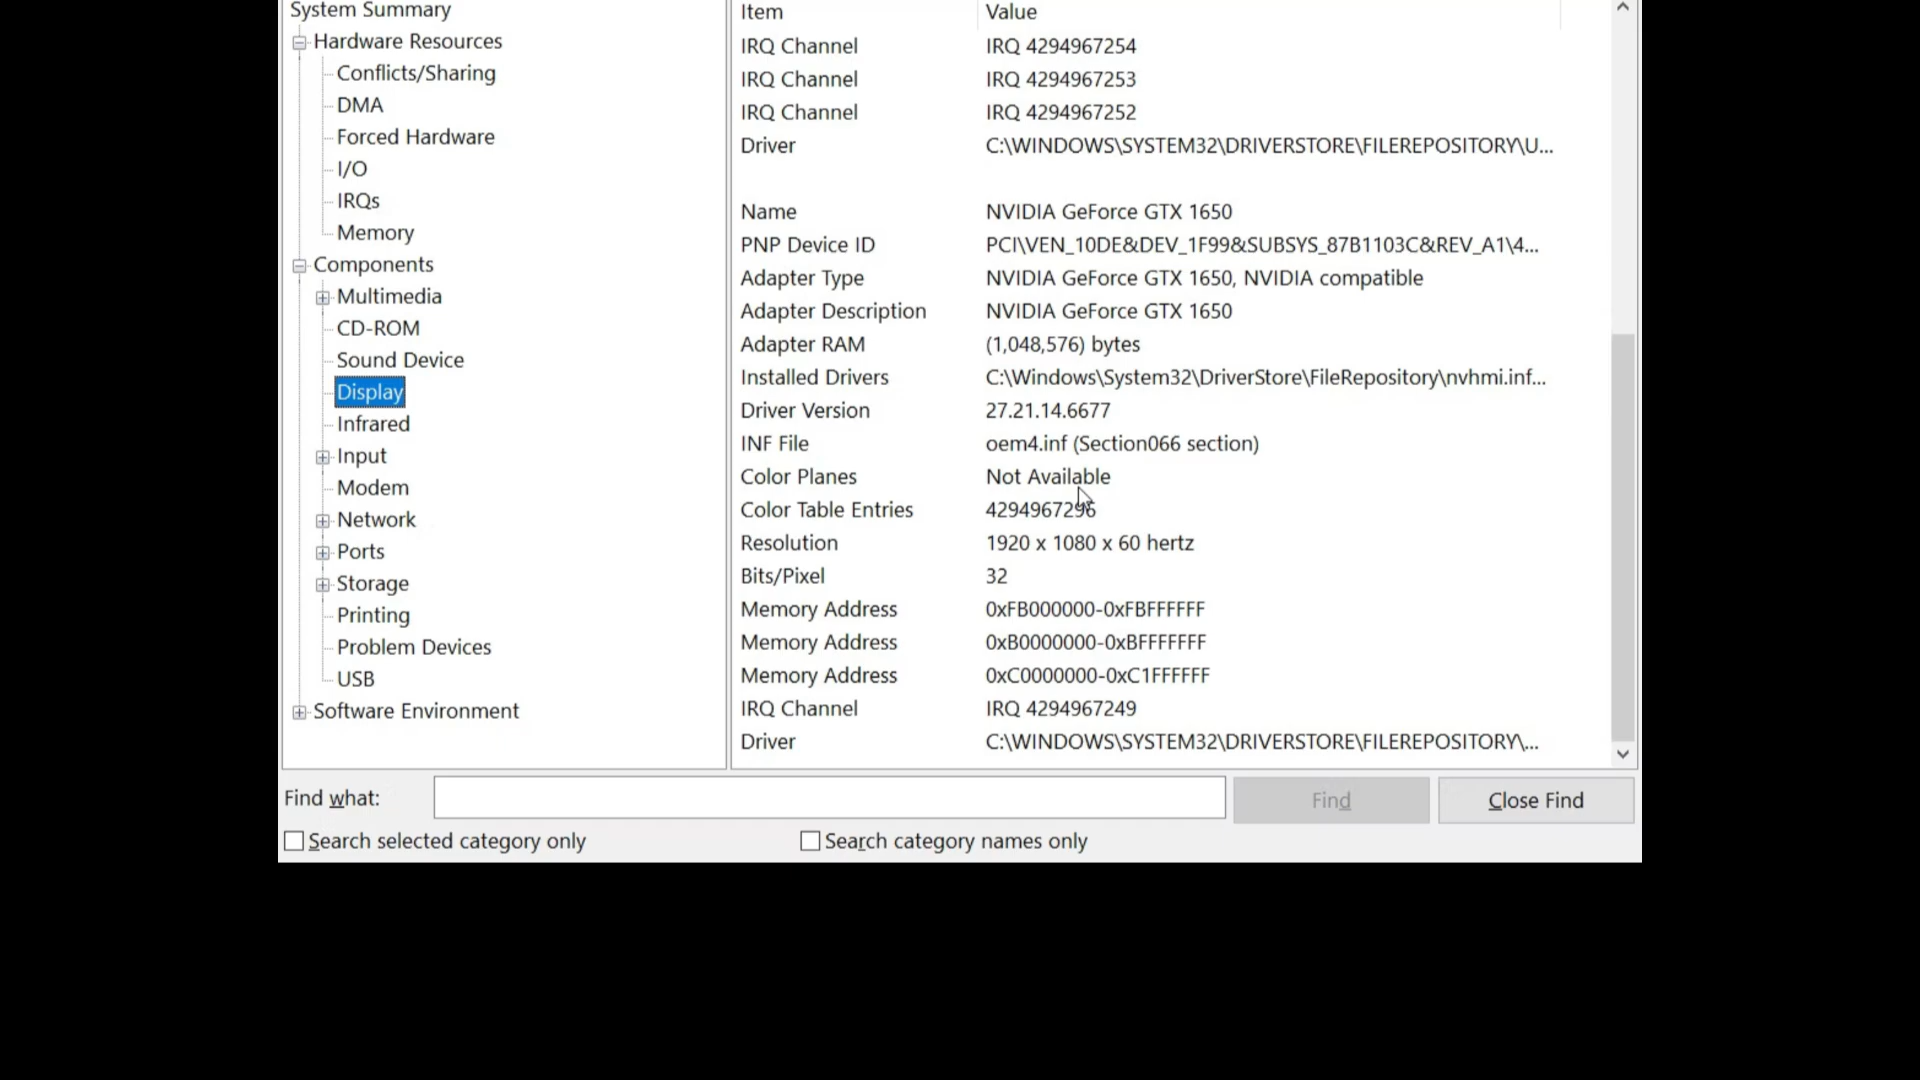 System Summary
Hardware Resources
Conflicts/Sharing
DMA
Forced Hardware
I/O
IRQs
Memory
Components
Multimedia
CD-ROM
Sound Device
Display
Infrared
Input
Modem
Network
Ports
Storage
Printing
Problem Devices
USB
Software Environment
Item Value
IRQ Channel IRQ 4294967254
IRQ Channel IRQ 4294967253
IRQ Channel IRQ 4294967252
Driver C:\WINDOWS\SYSTEM32\DRIVERSTORE\FILEREPOSITORY\U...
Name NVIDIA GeForce GTX 1650
PNP Device ID PCI\VEN_10DE&DEV_1F99&SUBSYS_87B1103C&REV_A1\4...
Adapter Type NVIDIA GeForce GTX 1650, NVIDIA compatible
Adapter Description NVIDIA GeForce GTX 1650
Adapter RAM (1,048,576) bytes
Installed Drivers C:\Windows\System32\DriverStore\FileRepository\nvhmi.inf...
Driver Version 27.21.14.6677
INF File oem4.inf (Section066 section)
Color Planes Not Available
Color Table Entries 4294967296
Resolution 1920 x 1080 x 60 hertz
Bits/Pixel 32
Memory Address 0xFB000000-0xFBFFFFFF
Memory Address 0xB0000000-0xBFFFFFFF
Memory Address 0xC0000000-0xC1FFFFFF
IRQ Channel IRQ 4294967249
Driver C:\WINDOWS\SYSTEM32\DRIVERSTORE\FILEREPOSITORY\...
Find what: Find Close Find
Search selected category only Search category names only